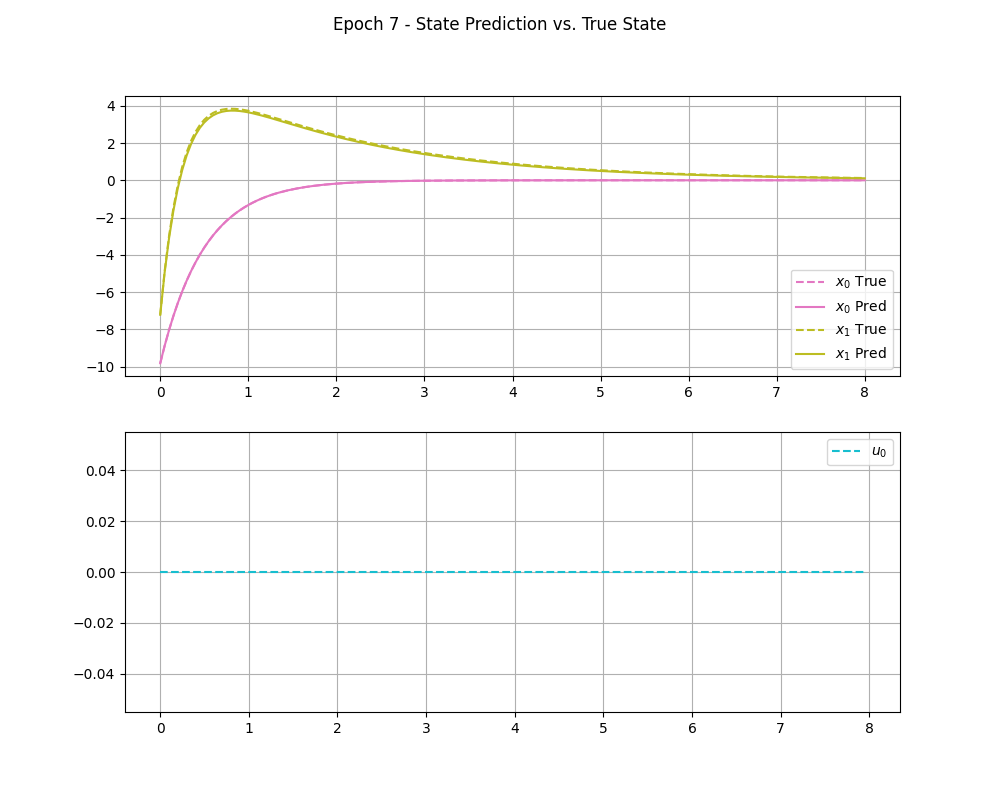 Epoch 7 - State Prediction vs. True State
4
2
0
−2
−4
−6
−8
−10
x₀ True
x₀ Pred
x₁ True
x₁ Pred
0 1 2 3 4 5 6 7 8
u₀
0.04
0.02
0.00
−0.02
−0.04
0 1 2 3 4 5 6 7 8